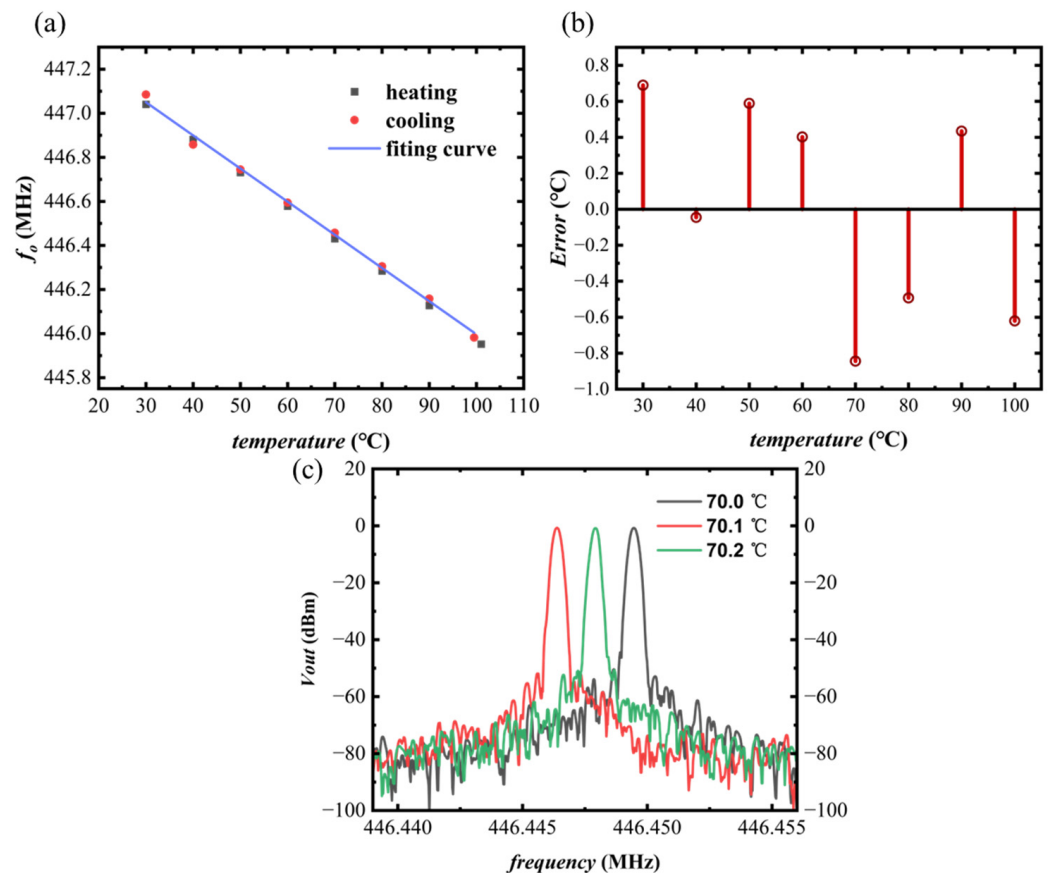 (a)
447.2
447.0
446.8
446.6
446.4
446.2
446.0
445.8
fo (MHz)
heating
cooling
fiting curve
20 30 40 50 60 70 80 90 100 110
temperature (°C)
(b)
0.8
0.6
0.4
0.2
0.0
−0.2
−0.4
−0.6
−0.8
−1.0
Error (°C)
30 40 50 60 70 80 90 100
temperature (°C)
(c)
20
0
−20
−40
−60
−80
−100
Vout (dBm)
70.0 ℃
70.1 ℃
70.2 ℃
20
0
−20
−40
−60
−80
−100
446.440 446.445 446.450 446.455
frequency (MHz)